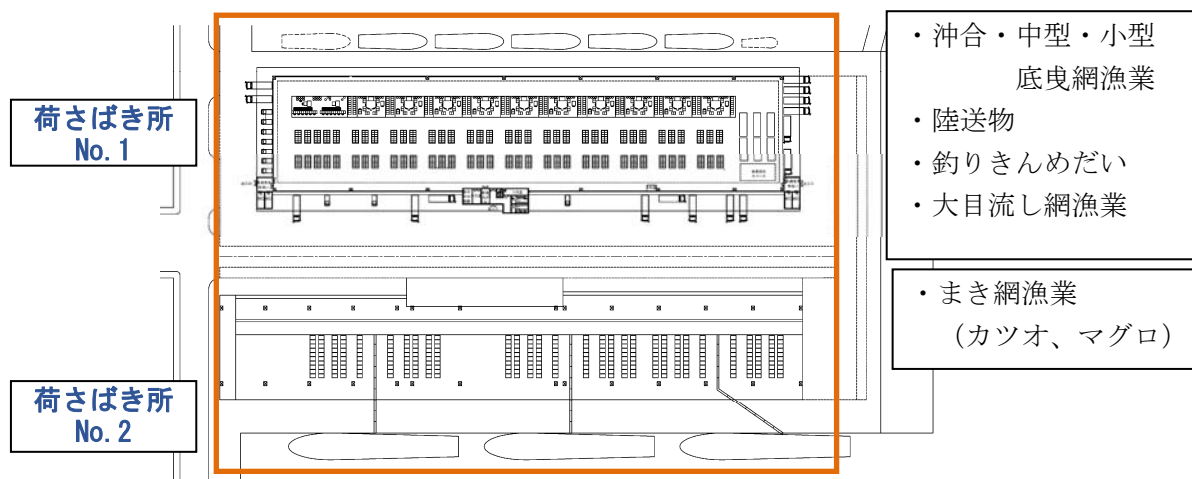 荷さばき所
No. 1
・沖合・中型・小型
底曳網漁業
・陸送物
・釣りきんめだい
・大目流し網漁業
・まき網漁業
（カツオ、マグロ）
荷さばき所
No. 2